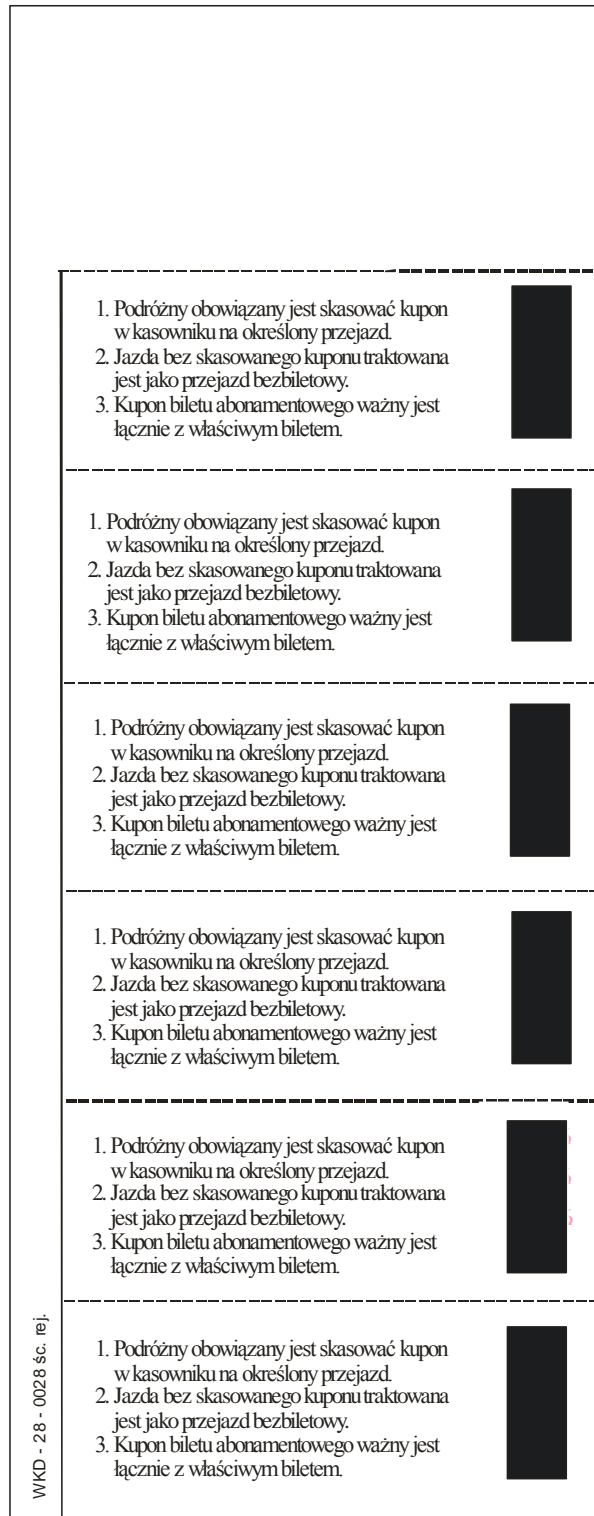 1. Podróżny obowiązany jest skasować kupon
w kasowniku na określony przejazd.
2. Jazda bez skasowanego kuponu traktowana
jest jako przejazd bezbiletowy.
3. Kupon biletu abonamentowego ważny jest
łącznie z właściwym biletem.
1. Podróżny obowiązany jest skasować kupon
w kasowniku na określony przejazd.
2. Jazda bez skasowanego kuponu traktowana
jest jako przejazd bezbiletowy.
3. Kupon biletu abonamentowego ważny jest
łącznie z właściwym biletem.
1. Podróżny obowiązany jest skasować kupon
w kasowniku na określony przejazd.
2. Jazda bez skasowanego kuponu traktowana
jest jako przejazd bezbiletowy.
3. Kupon biletu abonamentowego ważny jest
łącznie z właściwym biletem.
1. Podróżny obowiązany jest skasować kupon
w kasowniku na określony przejazd.
2. Jazda bez skasowanego kuponu traktowana
jest jako przejazd bezbiletowy.
3. Kupon biletu abonamentowego ważny jest
łącznie z właściwym biletem.
1. Podróżny obowiązany jest skasować kupon
w kasowniku na określony przejazd.
2. Jazda bez skasowanego kuponu traktowana
jest jako przejazd bezbiletowy.
3. Kupon biletu abonamentowego ważny jest
łącznie z właściwym biletem.
1. Podróżny obowiązany jest skasować kupon
w kasowniku na określony przejazd.
2. Jazda bez skasowanego kuponu traktowana
jest jako przejazd bezbiletowy.
3. Kupon biletu abonamentowego ważny jest
łącznie z właściwym biletem.
WKD - 28 - 0028 śc. rej.